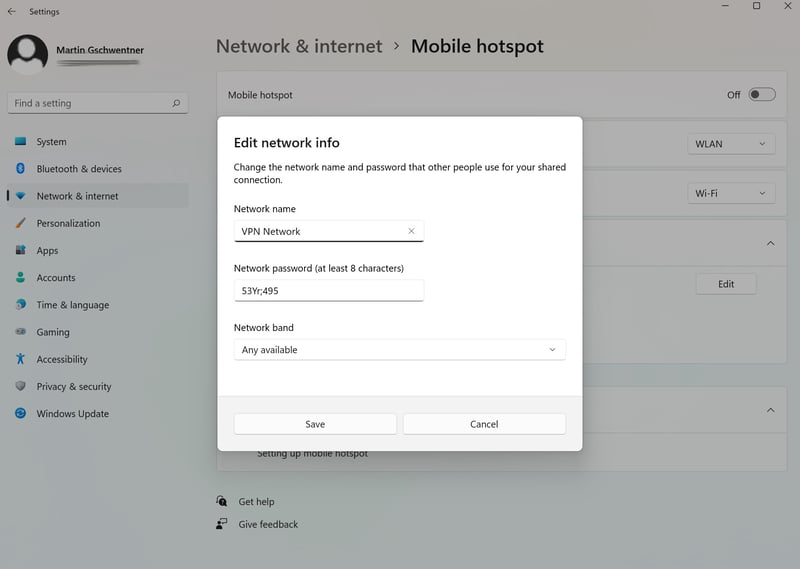 Settings
Martin Gschwentner
Find a setting
System
Bluetooth & devices
Network & internet
Personalization
Apps
Accounts
Time & language
Gaming
Accessibility
Privacy & security
Windows Update
Network & internet › Mobile hotspot
Mobile hotspot
Off
WLAN
Wi-Fi
Edit
Edit network info
Change the network name and password that other people use for your shared
connection.
Network name
VPN Network
Network password (at least 8 characters)
53Yr;495
Network band
Any available
Save
Cancel
Setting up mobile hotspot
Get help
Give feedback